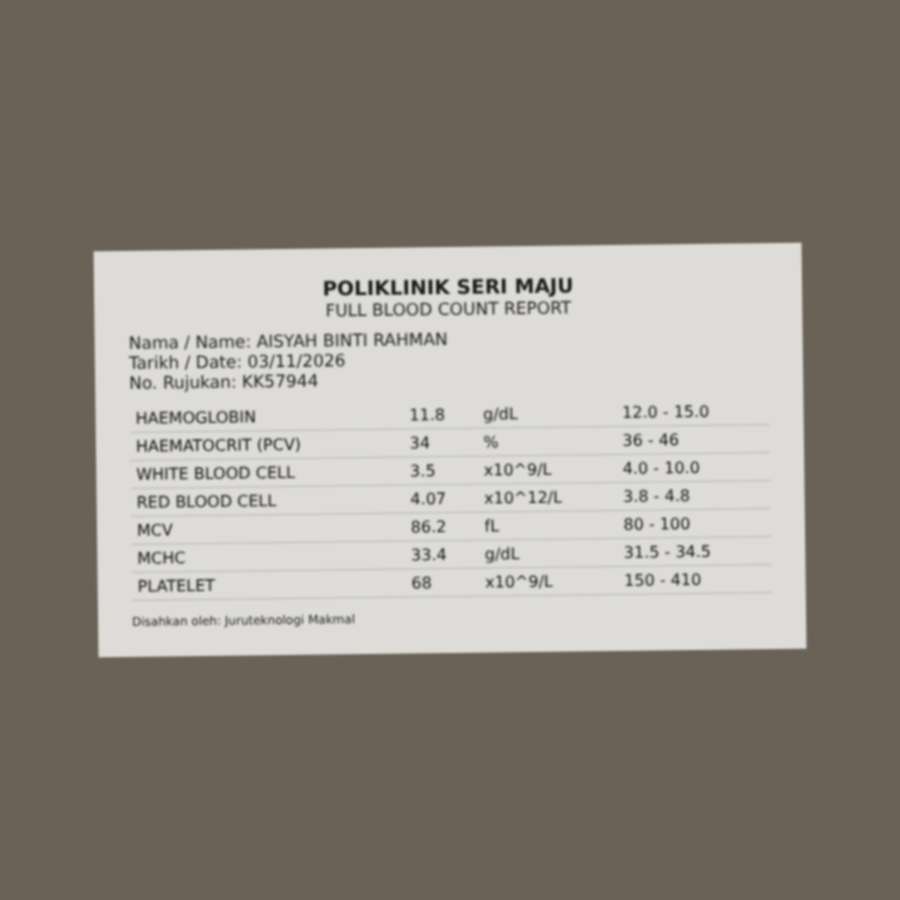 POLIKLINIK SERI MAJU
FULL BLOOD COUNT REPORT
Nama / Name: AISYAH BINTI RAHMAN
Tarikh / Date: 03/11/2026
No. Rujukan: KK57944
HAEMOGLOBIN 11.8 g/dL 12.0 - 15.0
HAEMATOCRIT (PCV) 34 % 36 - 46
WHITE BLOOD CELL 3.5 x10^9/L 4.0 - 10.0
RED BLOOD CELL 4.07 x10^12/L 3.8 - 4.8
MCV 86.2 fL 80 - 100
MCHC 33.4 g/dL 31.5 - 34.5
PLATELET 68 x10^9/L 150 - 410
Disahkan oleh: Juruteknologi Makmal